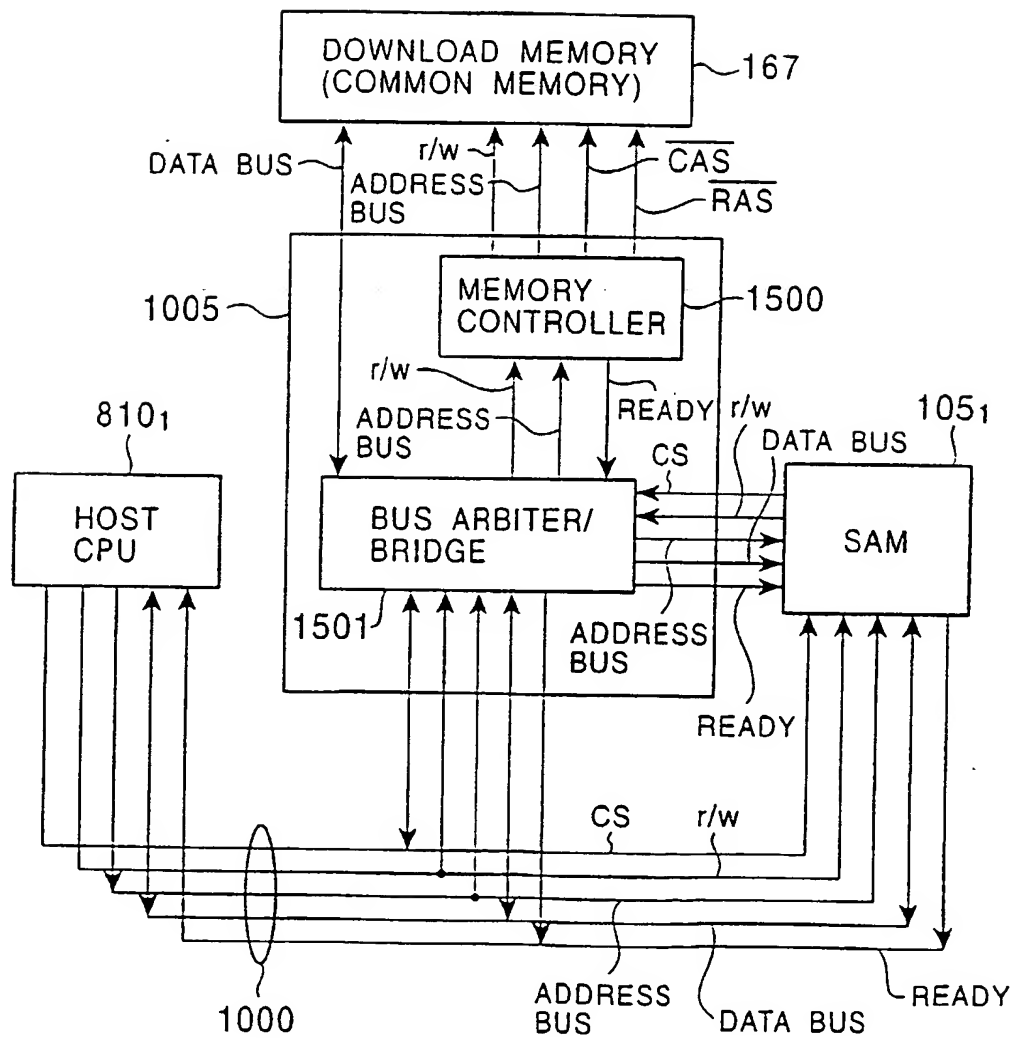 DOWNLOAD MEMORY
(COMMON MEMORY)
167
DATA BUS
r/w
ADDRESS
BUS
CAS
RAS
1005
MEMORY
CONTROLLER
1500
r/w
ADDRESS
BUS
READY
r/w
DATA BUS
CS
810₁
105₁
HOST
CPU
BUS ARBITER/
BRIDGE
SAM
1501
ADDRESS
BUS
READY
CS
r/w
1000
ADDRESS
BUS
DATA BUS
READY